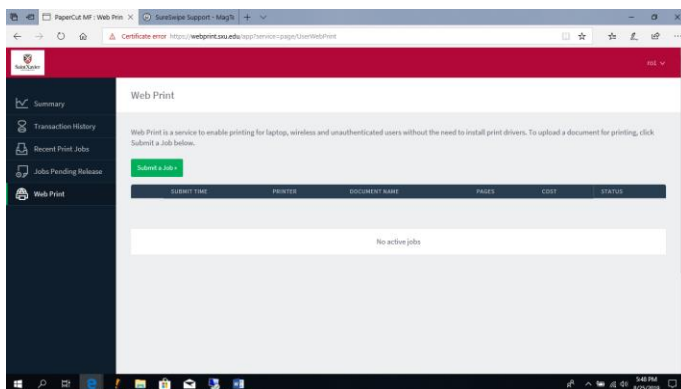 PaperCut MF : Web Prin
SureSwipe Support - MagTe
Certificate error https://webprint.sxu.edu/app?service=page/UserWebPrint
Saint Xavier
Summary
Transaction History
Recent Print Jobs
Jobs Pending Release
Web Print
Web Print
Web Print is a service to enable printing for laptop, wireless and unauthenticated users without the need to install print drivers. To upload a document for printing, click
Submit a Job below.
Submit a Job »
SUBMIT TIME PRINTER DOCUMENT NAME PAGES COST STATUS
No active jobs
5:40 PM